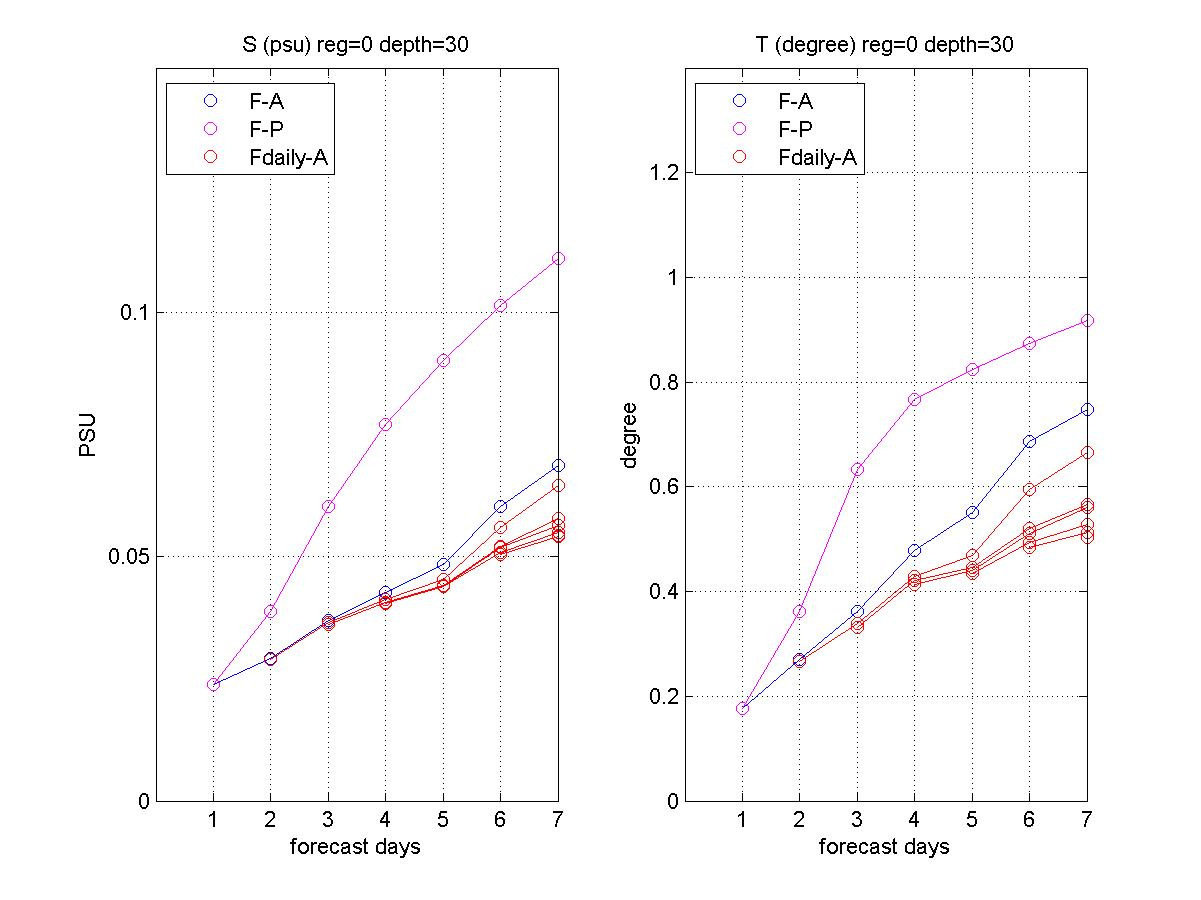 S (psu) reg=0 depth=30
F-A
F-P
Fdaily-A
0.1
0.05
0
PSU
1 2 3 4 5 6 7
forecast days
T (degree) reg=0 depth=30
F-A
F-P
Fdaily-A
1.2
1
0.8
0.6
0.4
0.2
0
degree
1 2 3 4 5 6 7
forecast days